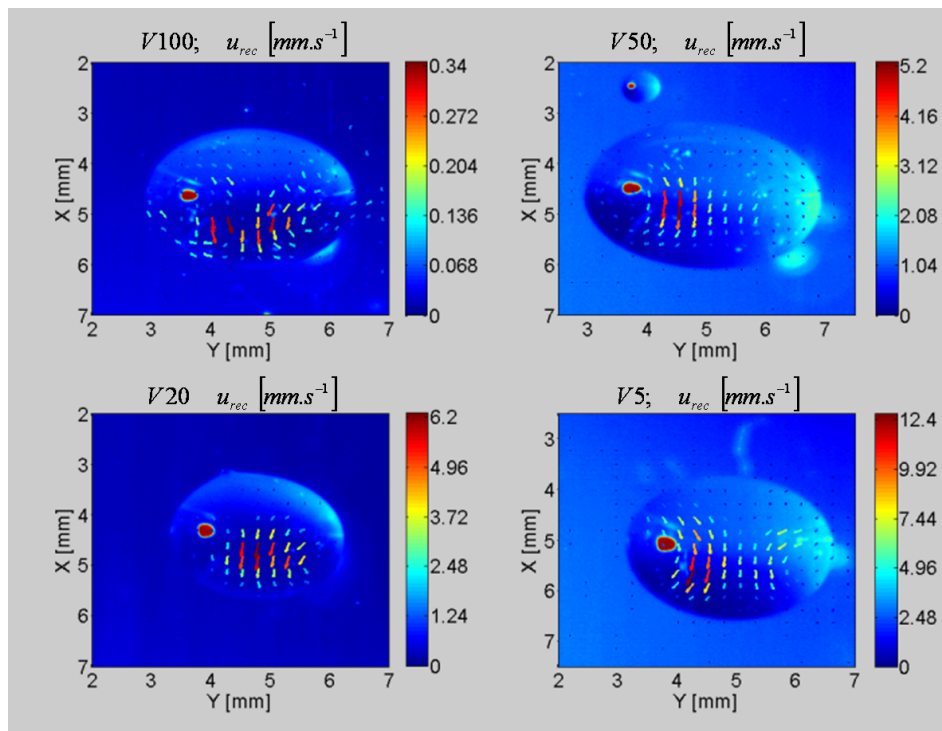 V100; u_rec [mm.s⁻¹]
2
3
4
5
6
7
X [mm]
2 3 4 5 6 7
Y [mm]
0.34
0.272
0.204
0.136
0.068
0
V50; u_rec [mm.s⁻¹]
2
3
4
5
6
7
X [mm]
3 4 5 6 7
Y [mm]
5.2
4.16
3.12
2.08
1.04
0
V20 u_rec [mm.s⁻¹]
2
3
4
5
6
7
X [mm]
2 3 4 5 6 7
Y [mm]
6.2
4.96
3.72
2.48
1.24
0
V5; u_rec [mm.s⁻¹]
3
4
5
6
7
X [mm]
2 3 4 5 6 7
Y [mm]
12.4
9.92
7.44
4.96
2.48
0